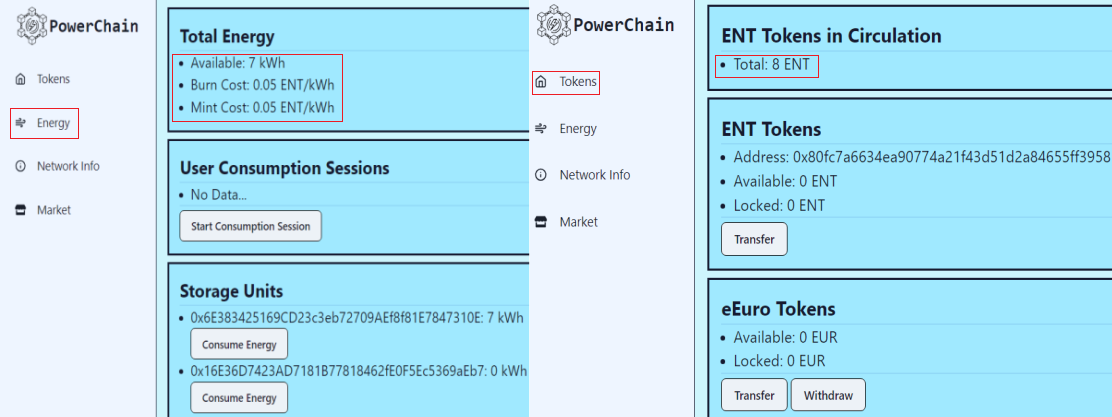 PowerChain
Tokens
Energy
Network Info
Market
Total Energy
Available: 7 kWh
Burn Cost: 0.05 ENT/kWh
Mint Cost: 0.05 ENT/kWh
User Consumption Sessions
No Data...
Start Consumption Session
Storage Units
0x6E383425169CD23c3eb72709AEf8f81E7847310E: 7 kWh
Consume Energy
0x16E36D7423AD7181B77818462fE0F5Ec5369aEb7: 0 kWh
Consume Energy
PowerChain
Tokens
Energy
Network Info
Market
ENT Tokens in Circulation
Total: 8 ENT
ENT Tokens
Address: 0x80fc7a6634ea90774a21f43d51d2a84655ff3958
Available: 0 ENT
Locked: 0 ENT
Transfer
eEuro Tokens
Available: 0 EUR
Locked: 0 EUR
Transfer Withdraw